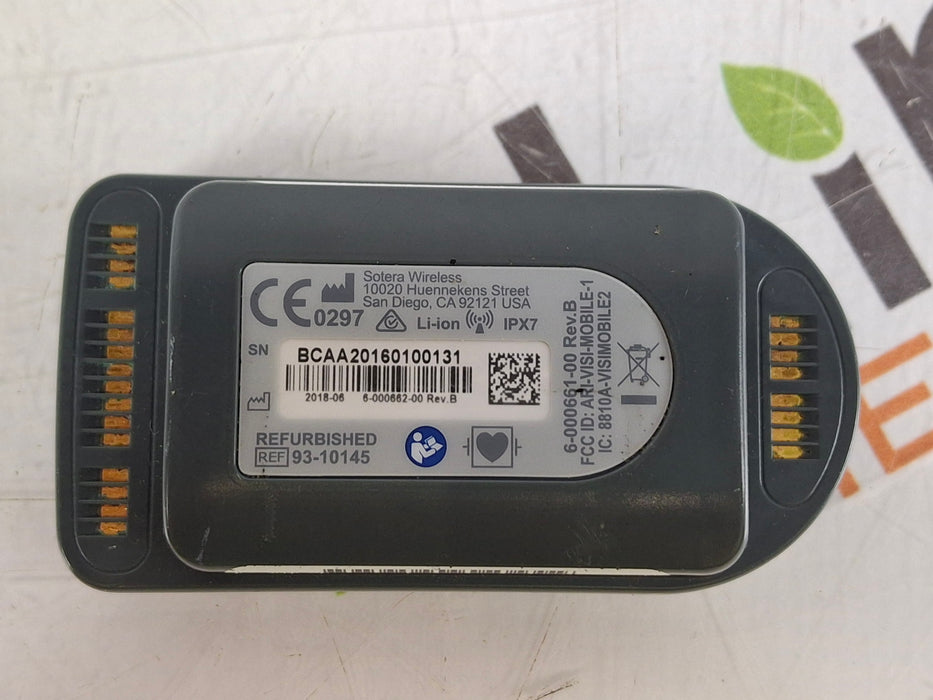 Sotera Wireless
10020 Huennekens Street
San Diego, CA 92121 USA
CE 0297
Li-ion
IPX7
SN
BCAA20160100131
2018-06 6-000662-00 Rev.B
REFURBISHED
REF 93-10145
6-000661-00 Rev.B
FCC ID: ARI-VISI-MOBILE-1
IC: 8810A-VISIMOBILE2